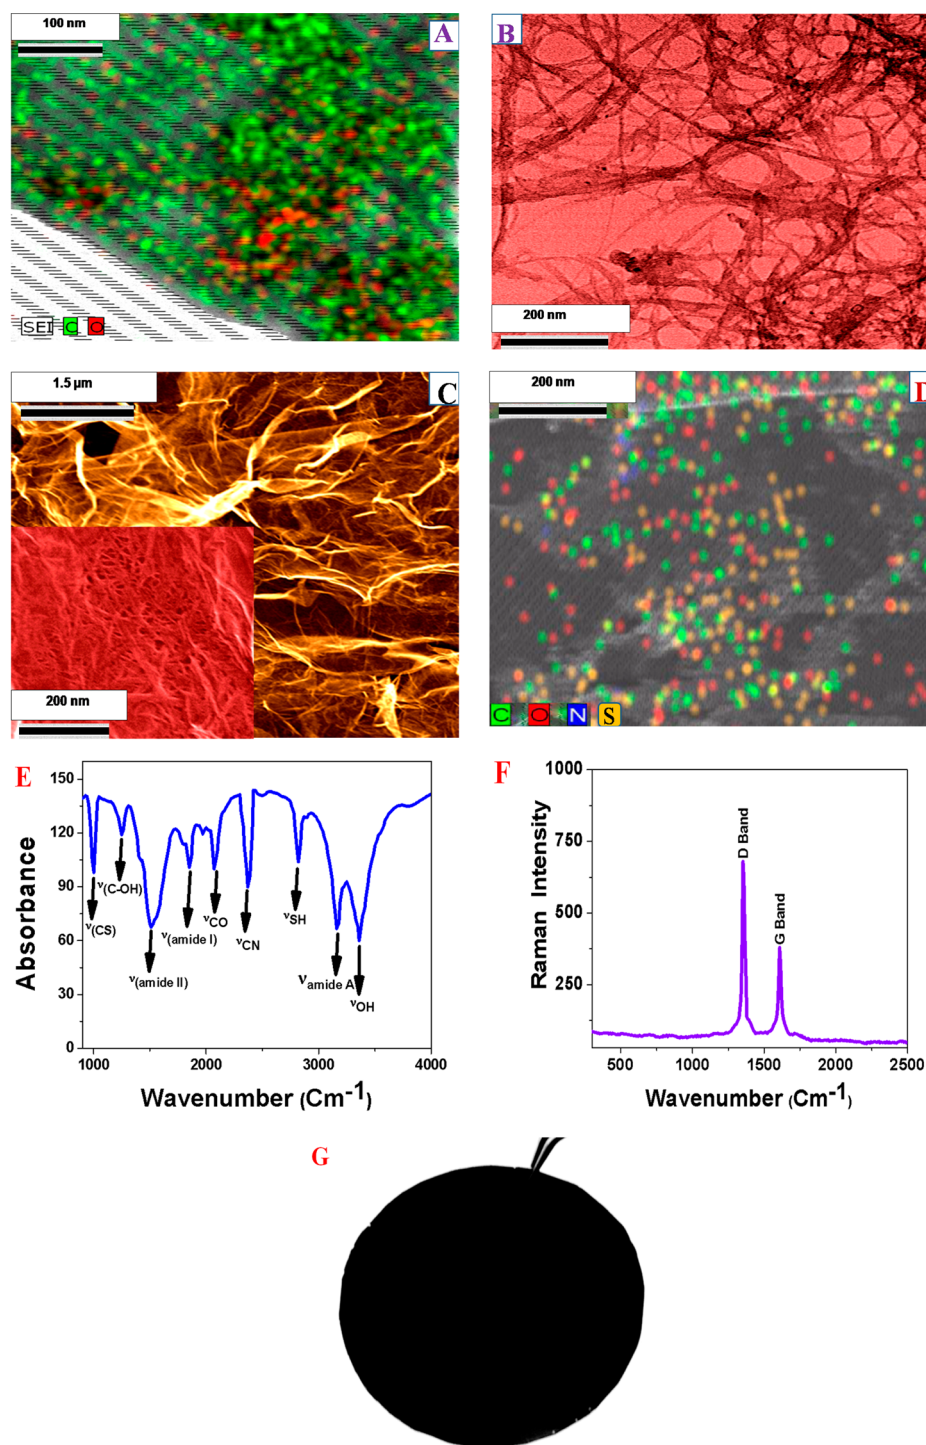 100 nm
A
SEI C O
B
200 nm
1.5 µm
C
200 nm
200 nm
D
C O N S
E
Absorbance
150
120
90
60
30
0
ν(CS)
ν(C-OH)
ν(amide II)
ν(amide I)
νCO
νCN
νSH
νamide A
νOH
1000 2000 3000 4000
Wavenumber (Cm-1)
F
Raman Intensity
1000
750
500
250
D Band
G Band
500 1000 1500 2000 2500
Wavenumber (Cm-1)
G